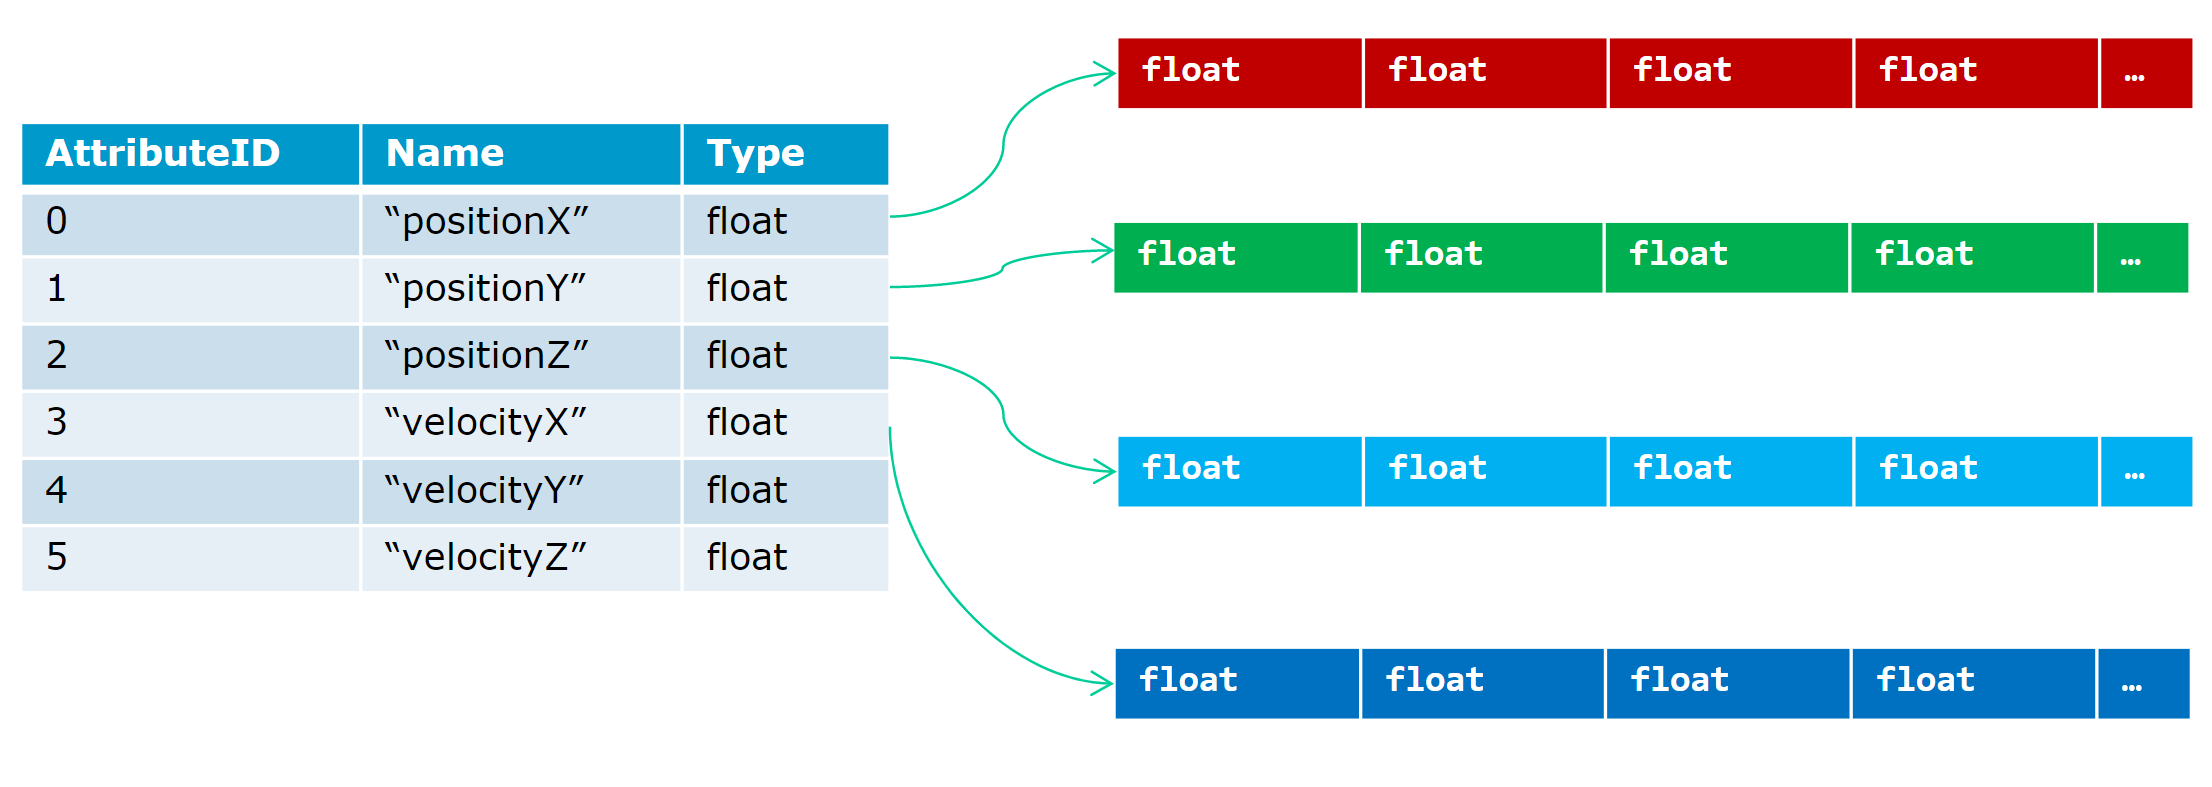 AttributeID Name Type
0 “positionX” float
1 “positionY” float
2 “positionZ” float
3 “velocityX” float
4 “velocityY” float
5 “velocityZ” float
float float float float …
float float float float …
float float float float …
float float float float …